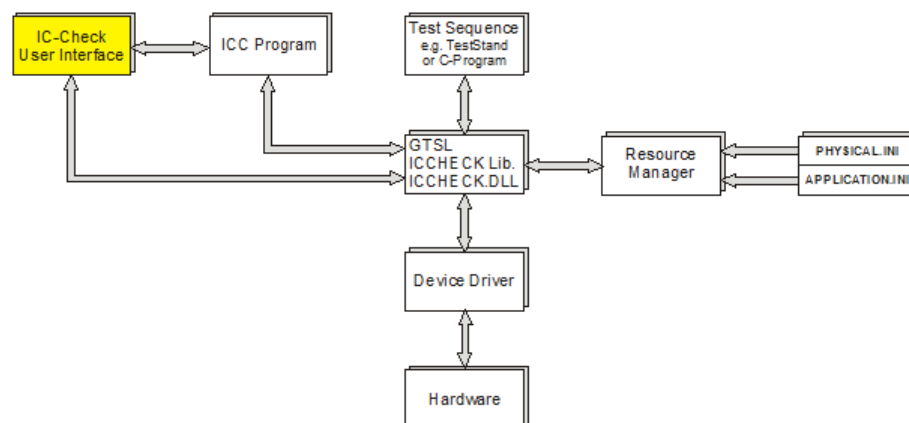 IC-Check
User Interface
ICC Program
Test Sequence
e.g. TestStand
or C-Program
GTSL
ICCHECK Lib.
ICCHECK.DLL
Resource
Manager
PHYSICAL.INI
APPLICATION.INI
Device Driver
Hardware